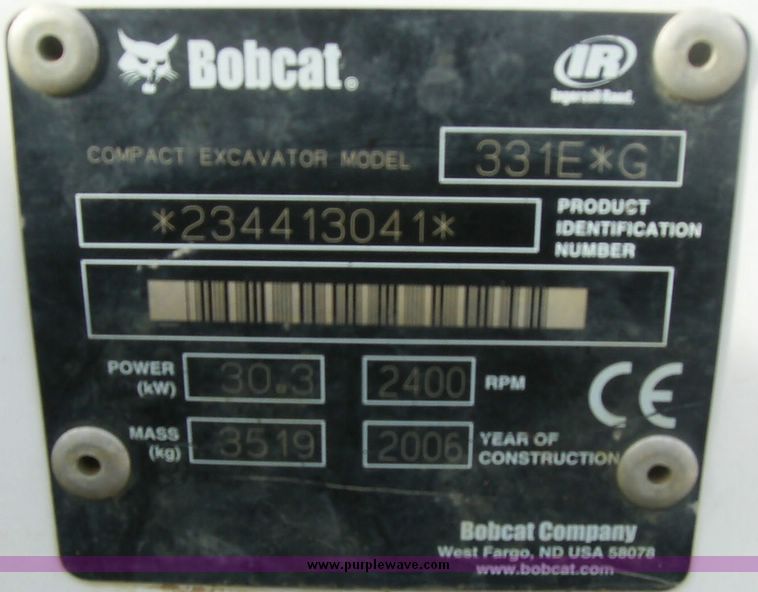 Bobcat®
IR
Ingersoll Rand.
COMPACT EXCAVATOR MODEL 331E*G
*234413041* PRODUCT
IDENTIFICATION
NUMBER
POWER
(kW) 30.3 2400 RPM
CE
MASS
(kg) 3519 2006 YEAR OF
CONSTRUCTION
Bobcat Company
West Fargo, ND USA 58078
www.bobcat.com
www.purplewave.com